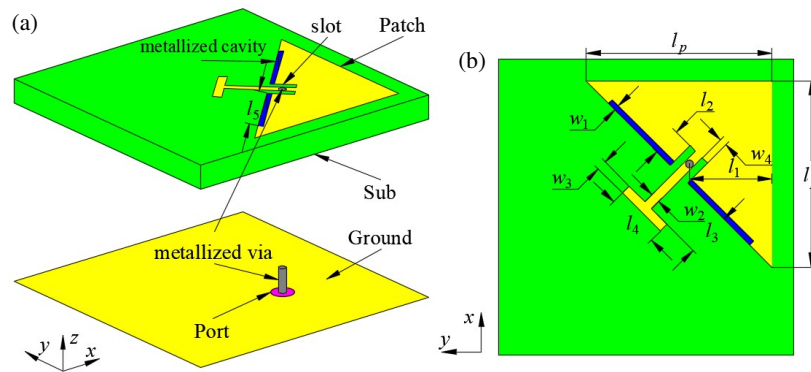 (a)
slot
Patch
metallized cavity
l5
Sub
Ground
metallized via
Port
z
y
x
(b)
lp
l2
w1
w4
l1
w3
w2
l4
l3
x
y